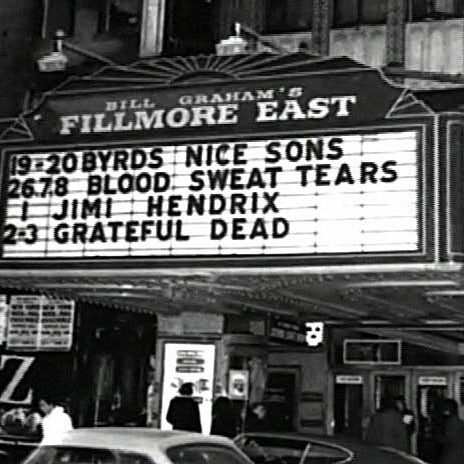 BILL GRAHAM'S
FILLMORE EAST
19-20 BYRDS NICE SONS
26.7.8 BLOOD SWEAT TEARS
1 JIMI HENDRIX
2-3 GRATEFUL DEAD
Z